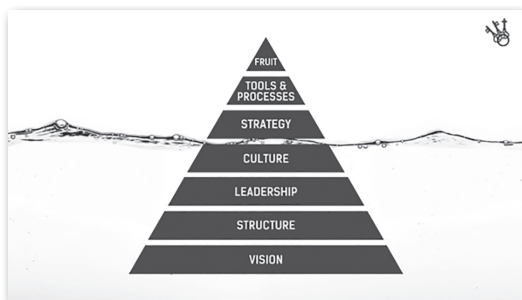 FRUIT
TOOLS &
PROCESSES
STRATEGY
CULTURE
LEADERSHIP
STRUCTURE
VISION